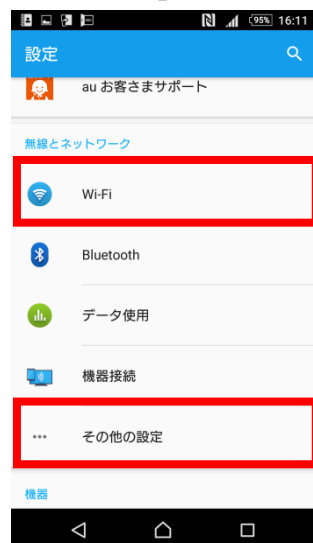 95% 16:11
設定
au お客さまサポート
無線とネットワーク
Wi-Fi
Bluetooth
データ使用
機器接続
その他の設定
機器